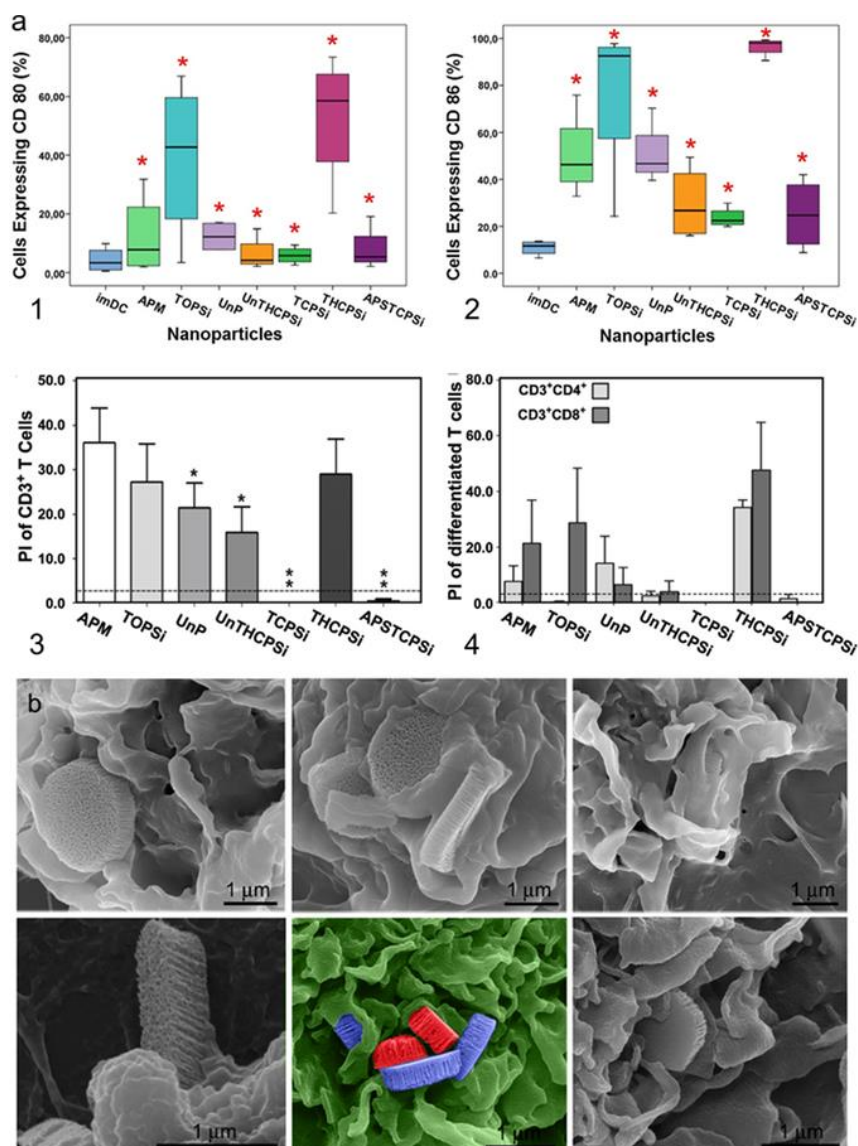 a
Cells Expressing CD 80 (%)
80,00
60,00
40,00
20,00
0,00
*
*
*
*
*
*
*
imDC
APM
TOPSi
UnP
UnTHCPSi
TCPSi
THCPSi
APSTCPSi
1
Nanoparticles
Cells Expressing CD 86 (%)
100,0
80,0
60,0
40,0
20,0
0.0
*
*
*
*
*
*
*
imDC
APM
TOPSi
UnP
UnTHCPSi
TCPSi
THCPSi
APSTCPSi
2
Nanoparticles
PI of CD3⁺ T Cells
50.0
40.0
30.0
20.0
10.0
0.0
*
*
*
*
*
*
APM
TOPSi
UnP
UnTHCPSi
TCPSi
THCPSi
APSTCPSi
3
PI of differentiated T cells
80.0
60.0
40.0
20.0
0.0
CD3⁺CD4⁺
CD3⁺CD8⁺
APM
TOPSi
UnP
UnTHCPSi
TCPSi
THCPSi
APSTCPSi
4
b
1 µm
1 µm
1 µm
1 µm
1 µm
1 µm